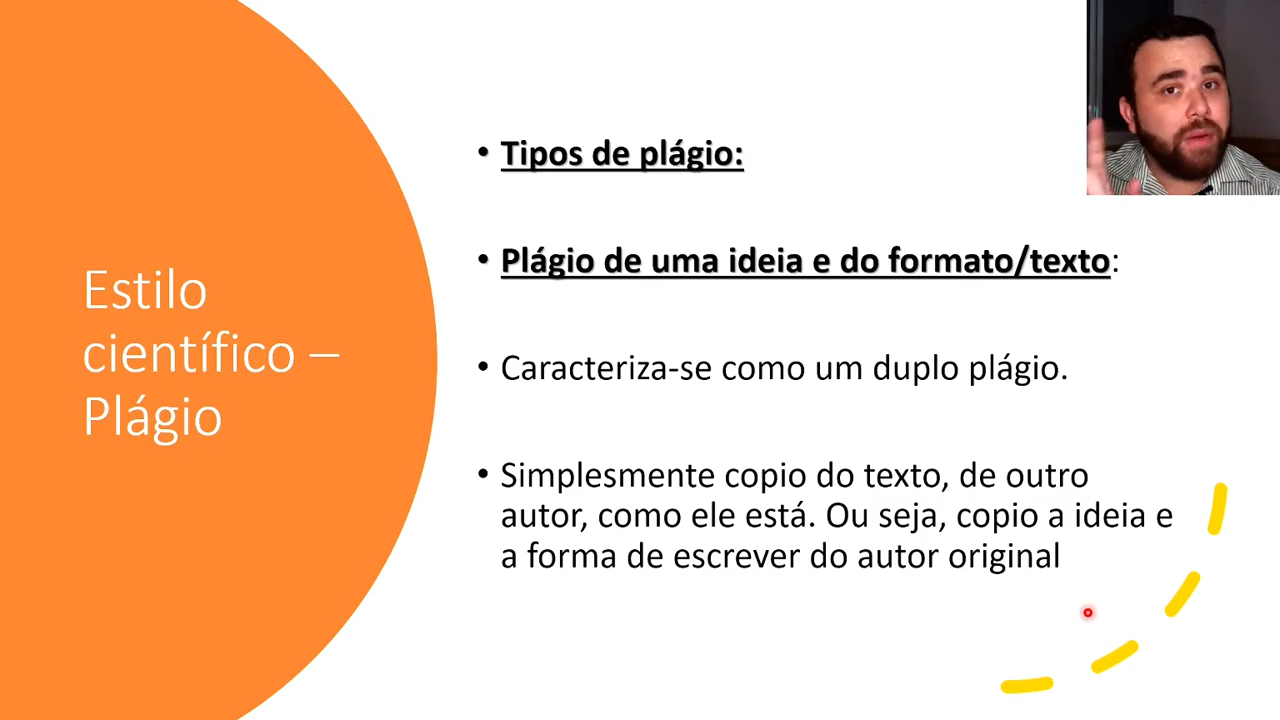 Estilo
científico –
Plágio
• Tipos de plágio:
• Plágio de uma ideia e do formato/texto:
• Caracteriza-se como um duplo plágio.
• Simplesmente copio do texto, de outro
autor, como ele está. Ou seja, copio a ideia e
a forma de escrever do autor original